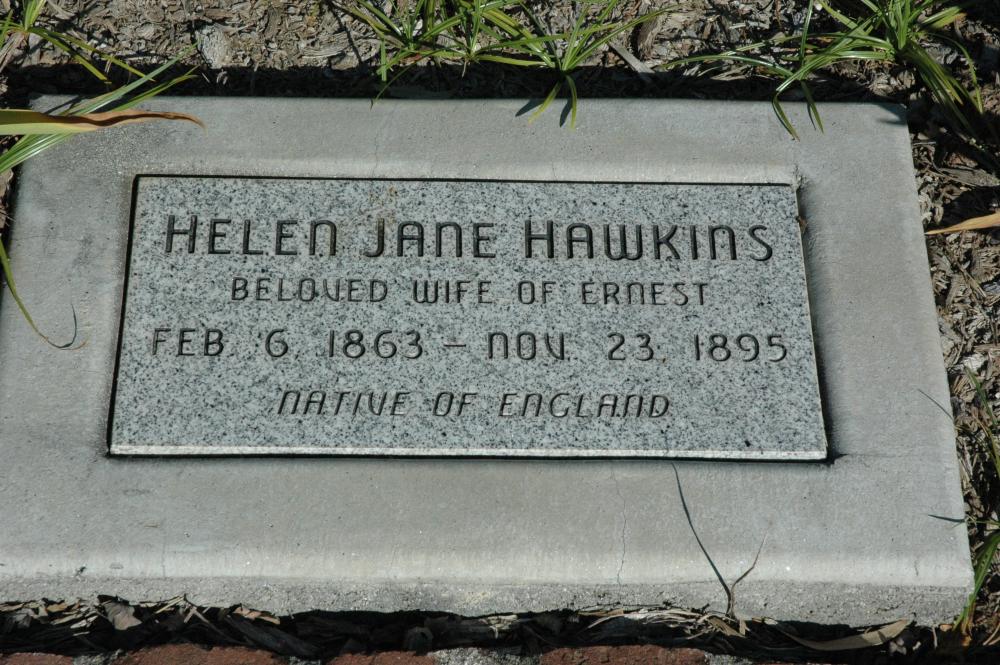 HELEN JANE HAWKINS
BELOVED WIFE OF ERNEST
FEB. 6, 1863 – NOV. 23, 1895
NATIVE OF ENGLAND